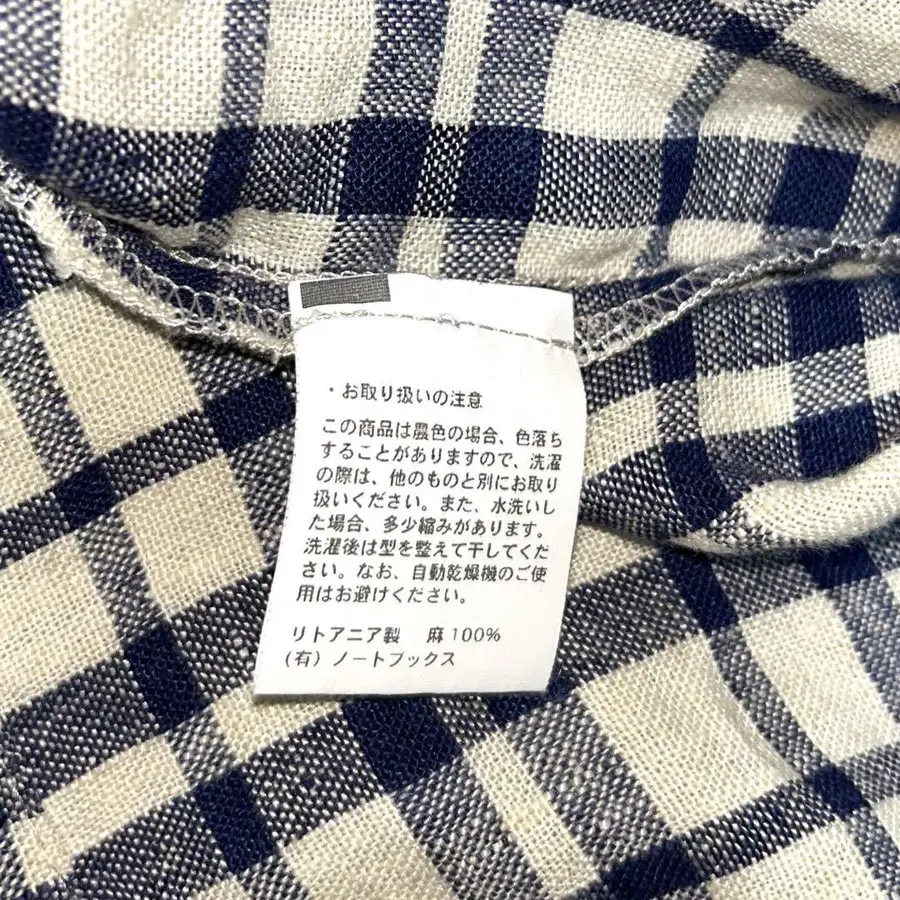 ・お取り扱いの注意
この商品は農色の場合、色落ち
することがありますので、洗濯
の際は、他のものと別にお取り
扱いください。また、水洗いし
た場合、多少縮みがあります。
洗濯後は型を整えて干してくだ
さい。なお、自動乾燥機のご使
用はお避けください。
リトアニア製 麻100%
(有)ノートブックス